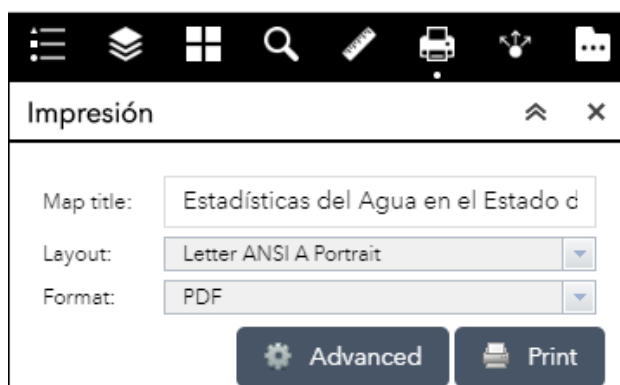 Impresión
Map title: Estadísticas del Agua en el Estado d
Layout: Letter ANSI A Portrait
Format: PDF
Advanced Print